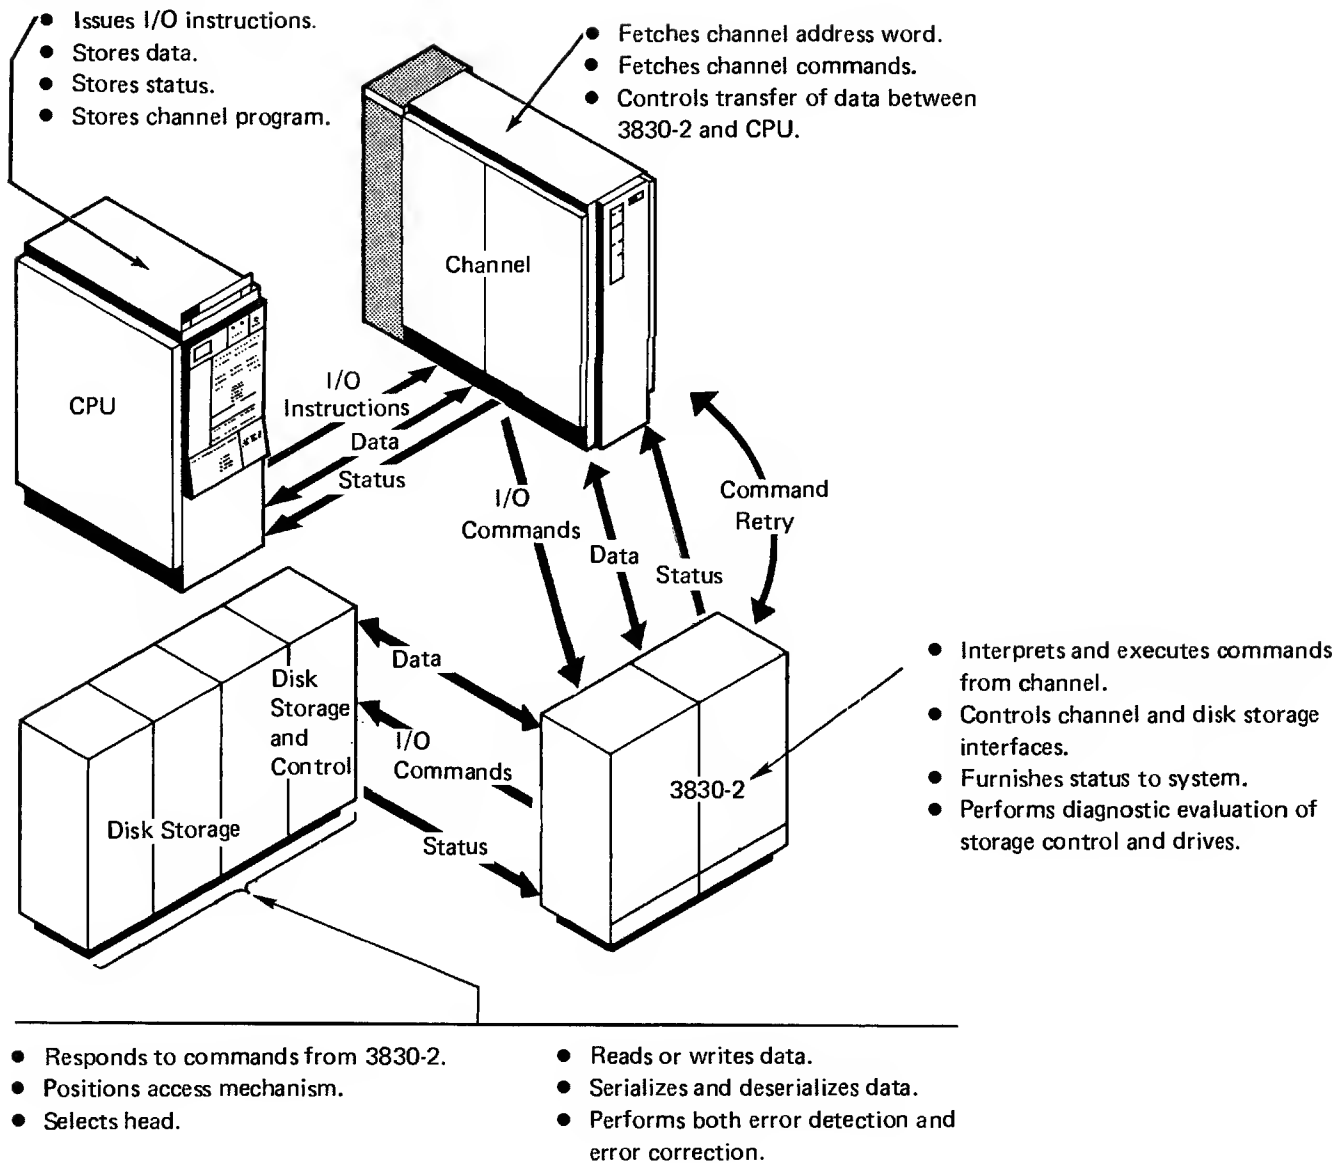 ● Issues I/O instructions.
● Stores data.
● Stores status.
● Stores channel program.
● Fetches channel address word.
● Fetches channel commands.
● Controls transfer of data between
3830-2 and CPU.
Channel
CPU
I/O
Instructions
Data
Status
I/O
Commands
Data
Status
Command
Retry
Data
I/O
Commands
Status
Disk
Storage
and
Control
Disk Storage
3830-2
● Interprets and executes commands
from channel.
● Controls channel and disk storage
interfaces.
● Furnishes status to system.
● Performs diagnostic evaluation of
storage control and drives.
● Responds to commands from 3830-2.
● Positions access mechanism.
● Selects head.
● Reads or writes data.
● Serializes and deserializes data.
● Performs both error detection and
error correction.